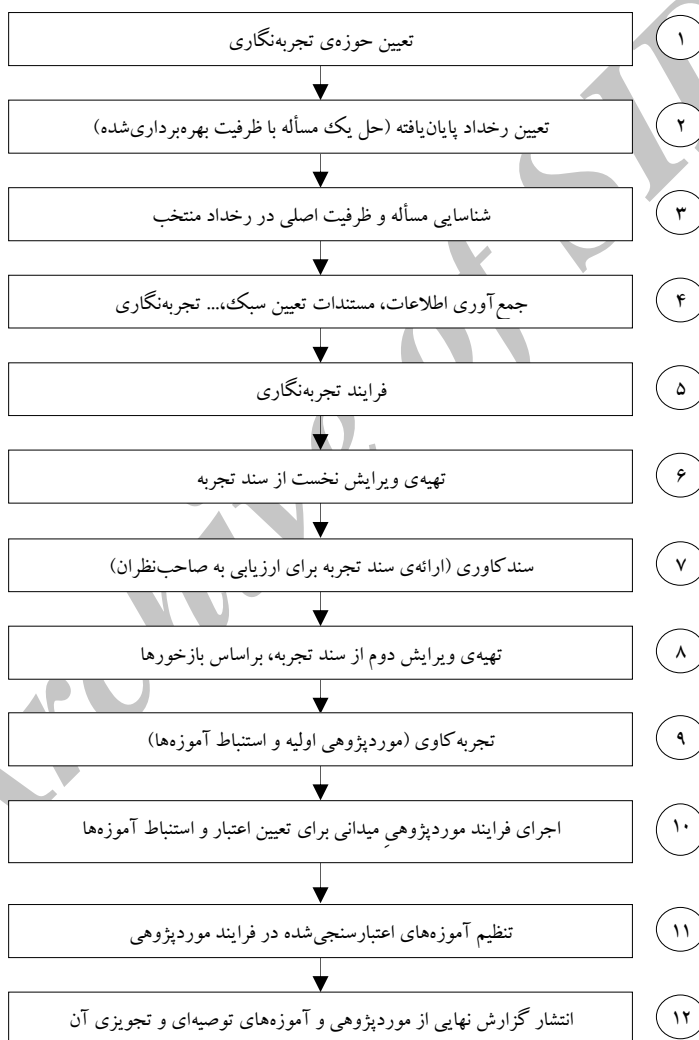 تعیین حوزه‌ی تجربه‌نگاری
۱
تعیین رخداد پایان‌یافته (حل یک مسأله با ظرفیت بهره‌برداری‌شده)
۲
شناسایی مسأله و ظرفیت اصلی در رخداد منتخب
۳
جمع‌آوری اطلاعات، مستندات تعیین سبک،... تجربه‌نگاری
۴
فرایند تجربه‌نگاری
۵
تهیه‌ی ویرایش نخست از سند تجربه
۶
سندکاوری (ارائه‌ی سند تجربه برای ارزیابی به صاحب‌نظران)
۷
تهیه‌ی ویرایش دوم از سند تجربه، براساس بازخورها
۸
تجربه‌کاوی (موردپژوهی اولیه و استنباط آموزه‌ها)
۹
اجرای فرایند موردپژوهیِ میدانی برای تعیین اعتبار و استنباط آموزه‌ها
۱۰
تنظیم آموزه‌های اعتبارسنجی‌شده در فرایند موردپژوهی
۱۱
انتشار گزارش نهایی از موردپژوهی و آموزه‌های توصیه‌ای و تجویزی آن
۱۲
Archive of SI